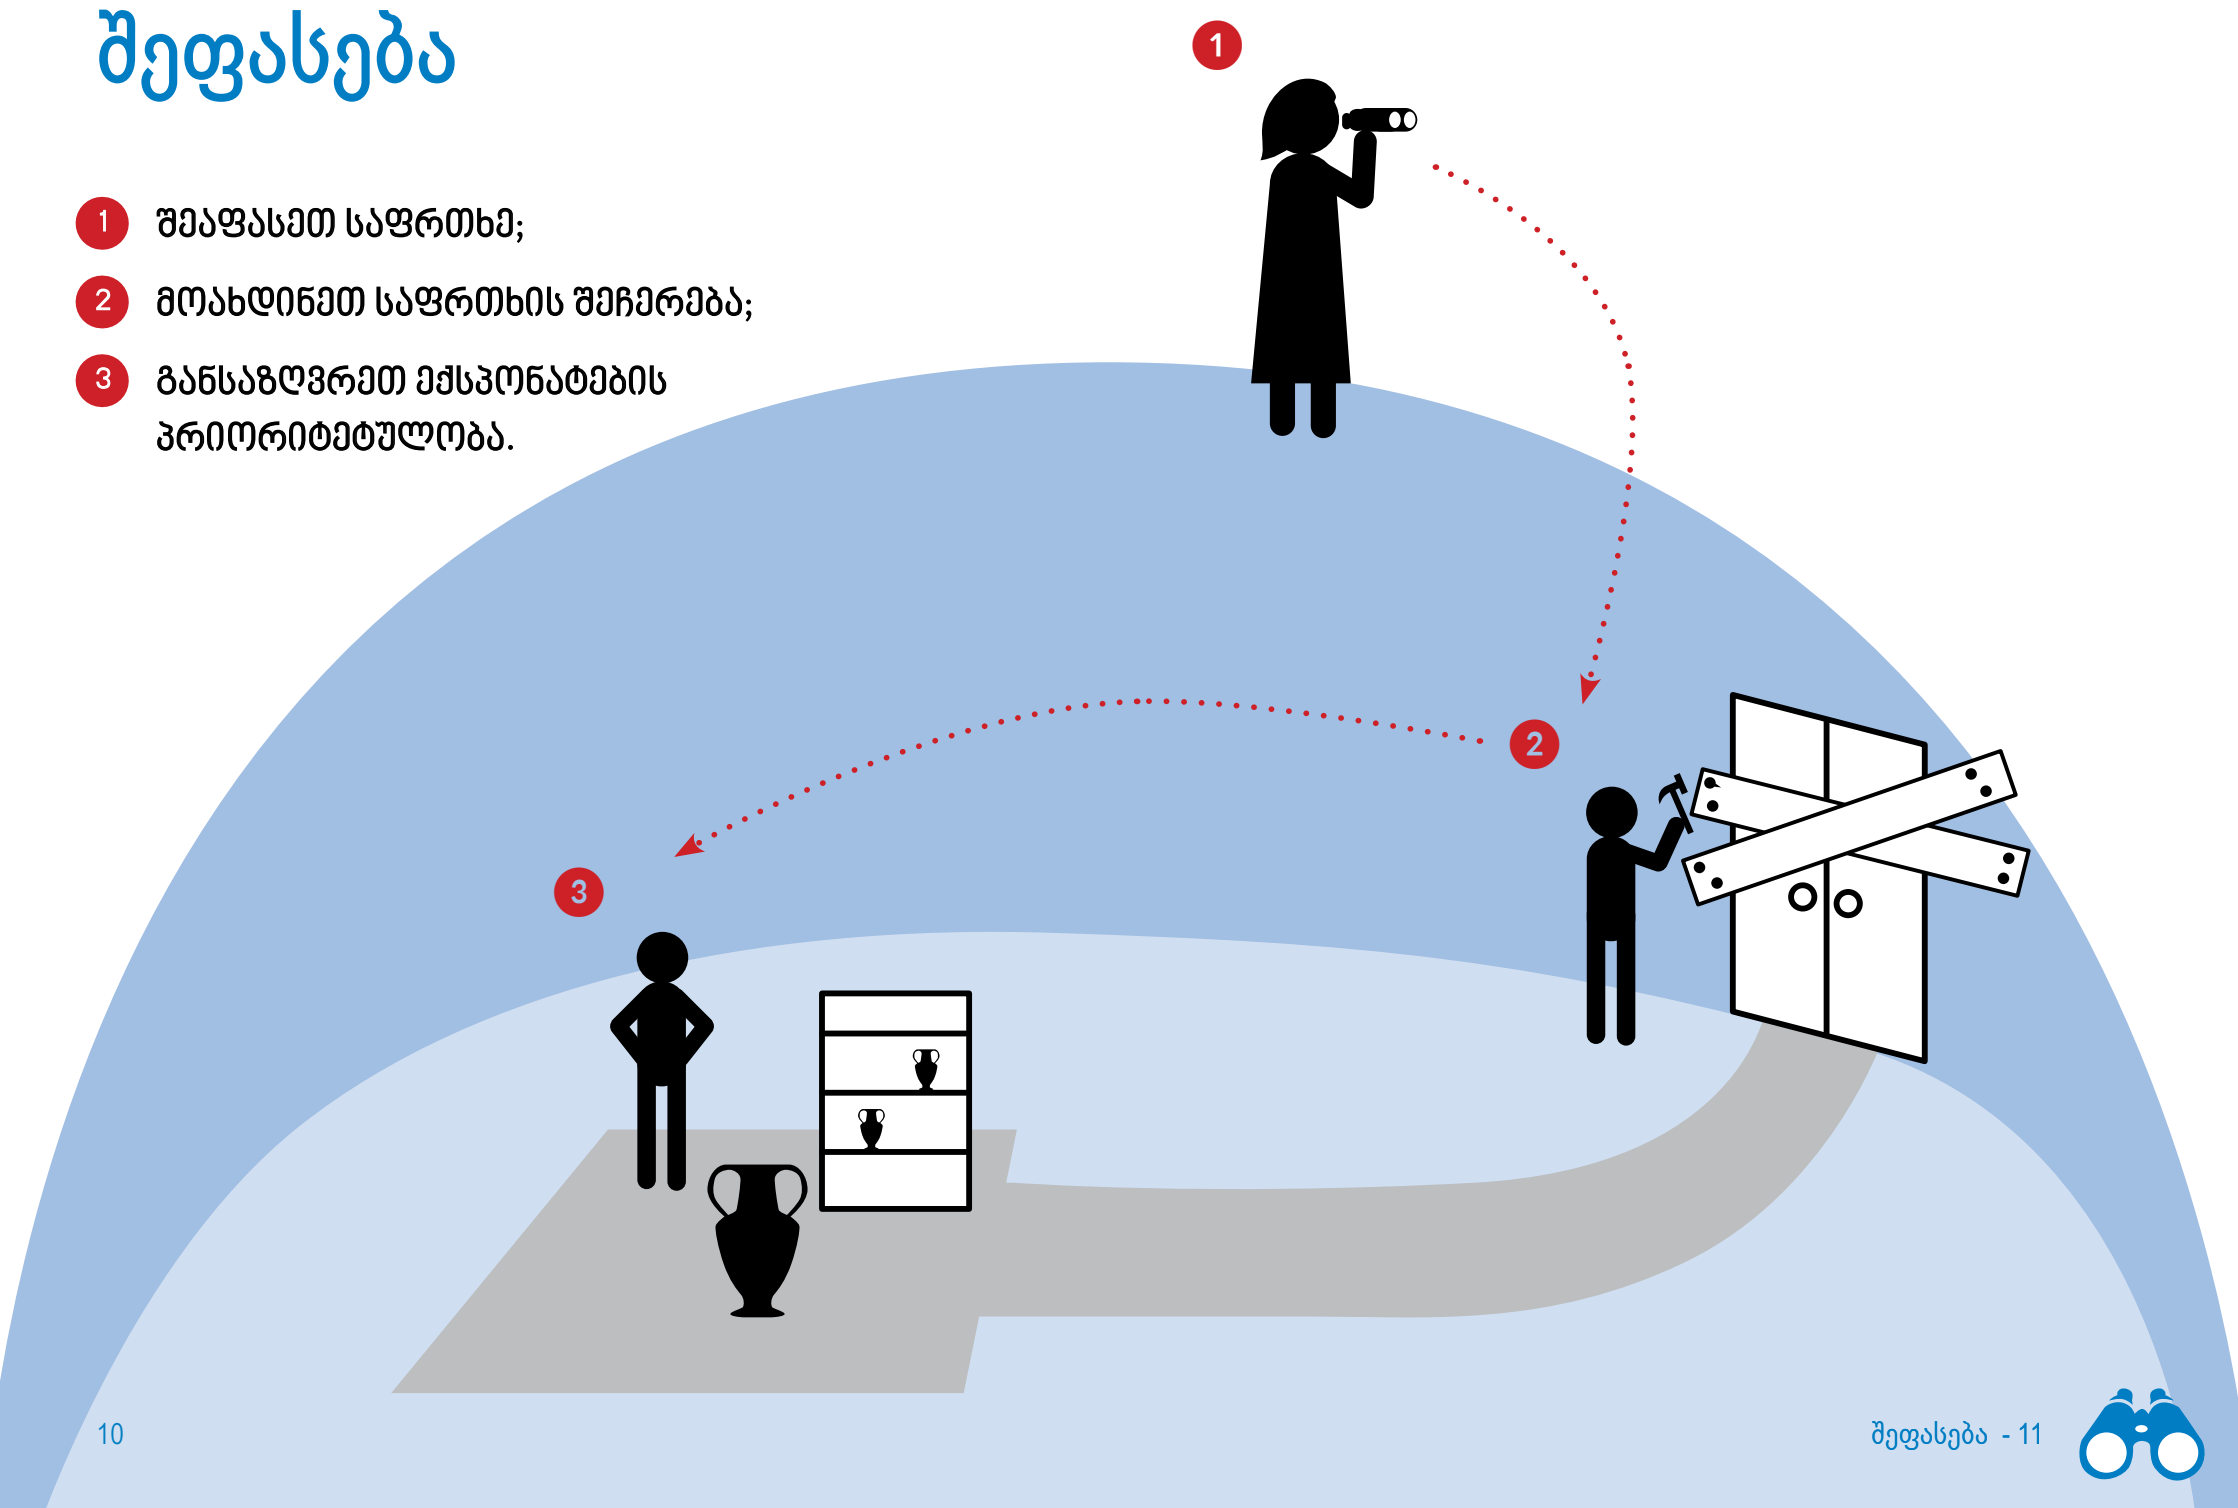 შეფასება
1 შეაფასეთ საფრთხე;
2 მოახდინეთ საფრთხის შეჩერება;
3 განსაზღვრეთ ექსპონატების
პრიორიტეტულობა.
1
2
3
10
შეფასება - 11